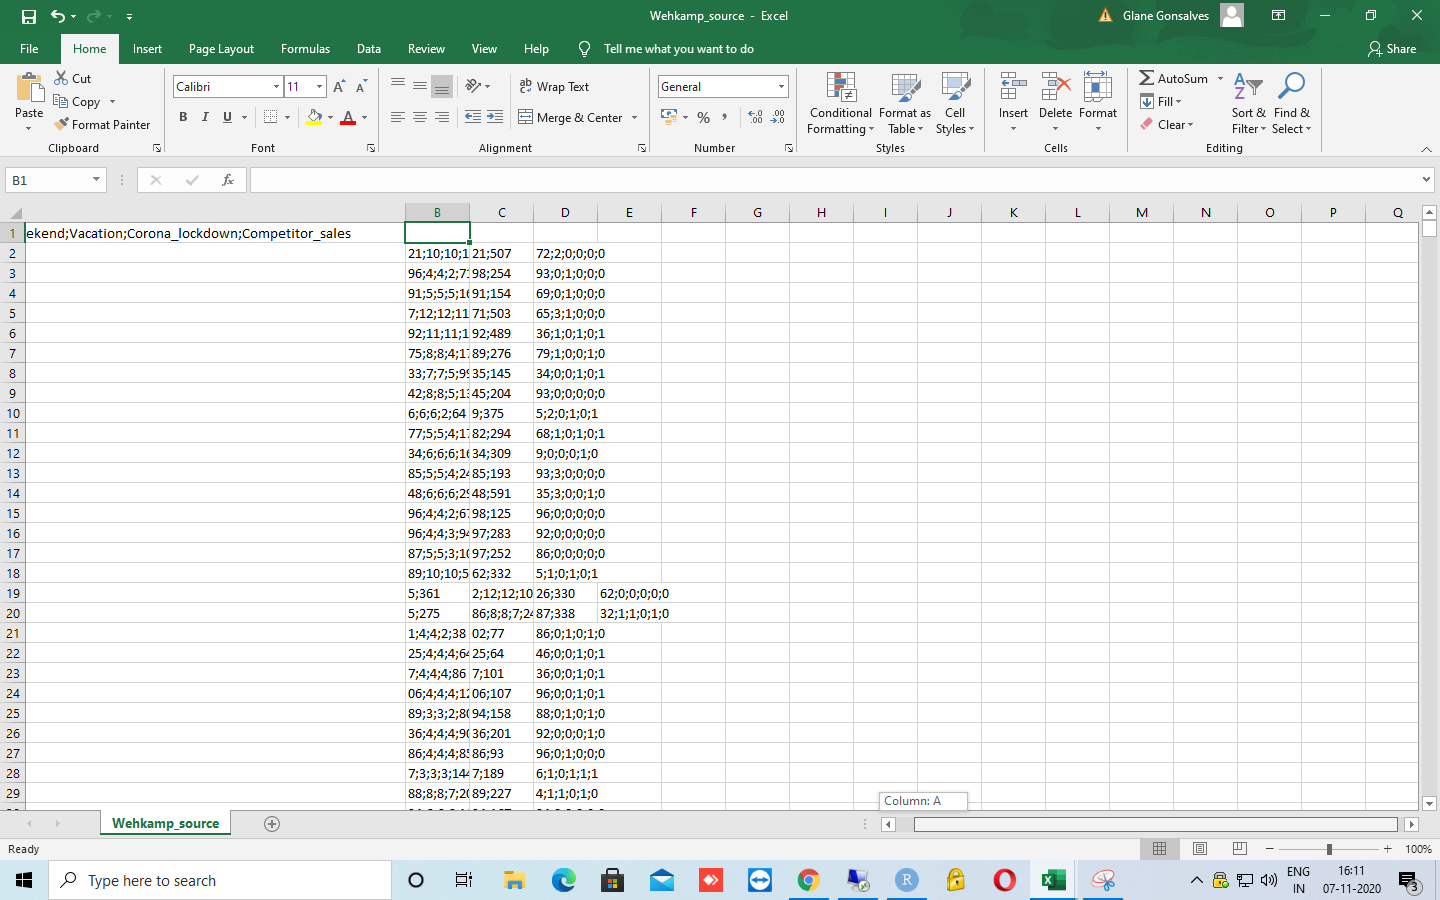 Wehkamp_source - Excel
Glane Gonsalves
File Home Insert Page Layout Formulas Data Review View Help Tell me what you want to do Share
Paste Cut Copy Format Painter Clipboard
Calibri 11 A A B I U A Font
Wrap Text Merge & Center Alignment
General % , .00 Number
Conditional Formatting Format as Table Cell Styles Styles
Insert Delete Format Cells
AutoSum Fill Clear Sort & Filter Find & Select Editing
B1 fx
B C D E F G H I J K L M N O P Q
1 ekend;Vacation;Corona_lockdown;Competitor_sales
2 21;10;10;1 21;507 72;2;0;0;0;0
3 96;4;4;2;71 98;254 93;0;1;0;0;0
4 91;5;5;5;16 91;154 69;0;1;0;0;0
5 7;12;12;11 71;503 65;3;1;0;0;0
6 92;11;11;1 92;489 36;1;0;1;0;1
7 75;8;8;4;17 89;276 79;1;0;0;1;0
8 33;7;7;5;99 35;145 34;0;0;1;0;1
9 42;8;8;5;13 45;204 93;0;0;0;0;0
10 6;6;6;2;64 9;375 5;2;0;1;0;1
11 77;5;5;4;17 82;294 68;1;0;1;0;1
12 34;6;6;6;16 34;309 9;0;0;0;1;0
13 85;5;5;4;24 85;193 93;3;0;0;0;0
14 48;6;6;6;29 48;591 35;3;0;0;1;0
15 96;4;4;2;67 98;125 96;0;0;0;0;0
16 96;4;4;3;94 97;283 92;0;0;0;0;0
17 87;5;5;3;10 97;252 86;0;0;0;0;0
18 89;10;10;5 62;332 5;1;0;1;0;1
19 5;361 2;12;12;10 26;330 62;0;0;0;0;0
20 5;275 86;8;8;7;24 87;338 32;1;1;0;1;0
21 1;4;4;2;38 02;77 86;0;1;0;1;0
22 25;4;4;4;64 25;64 46;0;0;1;0;1
23 7;4;4;4;86 7;101 36;0;0;1;0;1
24 06;4;4;4;12 06;107 96;0;0;1;0;1
25 89;3;3;2;80 94;158 88;0;1;0;1;0
26 36;4;4;4;90 36;201 92;0;0;0;1;0
27 86;4;4;4;85 86;93 96;0;1;0;0;0
28 7;3;3;3;144 7;189 6;1;0;1;1;1
29 88;8;8;7;20 89;227 4;1;1;0;1;0
Column: A
Wehkamp_source
Ready 100%
Type here to search
ENG IN
16:11
07-11-2020
3